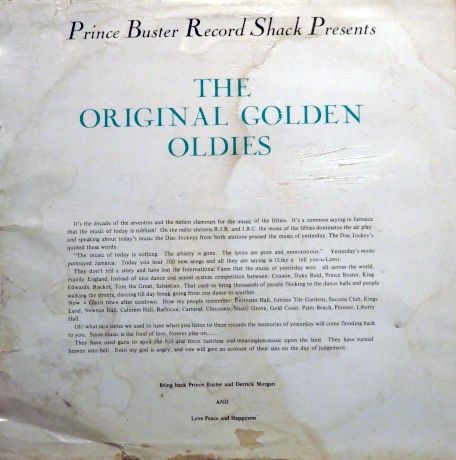 Prince Buster Record Shack Presents
THE
ORIGINAL GOLDEN
OLDIES
It's the decade of the seventies and the nation clamours for the music of the fifties. It's a common saying in Jamaica
that the music of today is rubbish! On the radio stations R.J.R. and J.B.C. the music of the fifties dominates the air play
and speaking about today's music the Disc Jockeys from both stations praised the music of yesterday. The Disc Jockey's
quoted these words
"The music of today is nothing. The artistry is gone. The lyrics are poor and monotonous." Yesterday's music
portrayed Jamaica. Today you hear 100 new songs and all they are saying is (Like a tell you-a-Lion).
They don't tell a story and have lost the International Fame that the music of yesterday won all across the world,
mainly England. Instead of nice dance and sound system competition between: Coxsone, Duke Reid, Prince Buster, King
Edwards, Rocket, Tom the Great, Sabastian. That used to bring thousands of people flocking to the dance halls and people
walking the streets, dancing till day break going from one dance to another.
Now a Ghost town after sundown. How my people remember: Forrester Hall, Jubilee Tile Gardens, Success Club, Kings
Land, Newton Hall, Caterers Hall, Barbican, Carnival, Chocomo, Shady Grove, Gold Coast, Palm Beach, Pioneer, Liberty
Hall.
Oh! what nice times we used to have when you listen to these records the memories of yesterday will come flooding back
to you. Since music is the food of love, forever play on.......
They have used guns to spoil the fun and force tasteless and meaningless music upon the land. They have turned
heaven into hell. Even my god is angry, and one will give an account of their sins on the day of judgement.
Bring back Prince Buster and Derrick Morgan
AND
Love Peace and Happiness